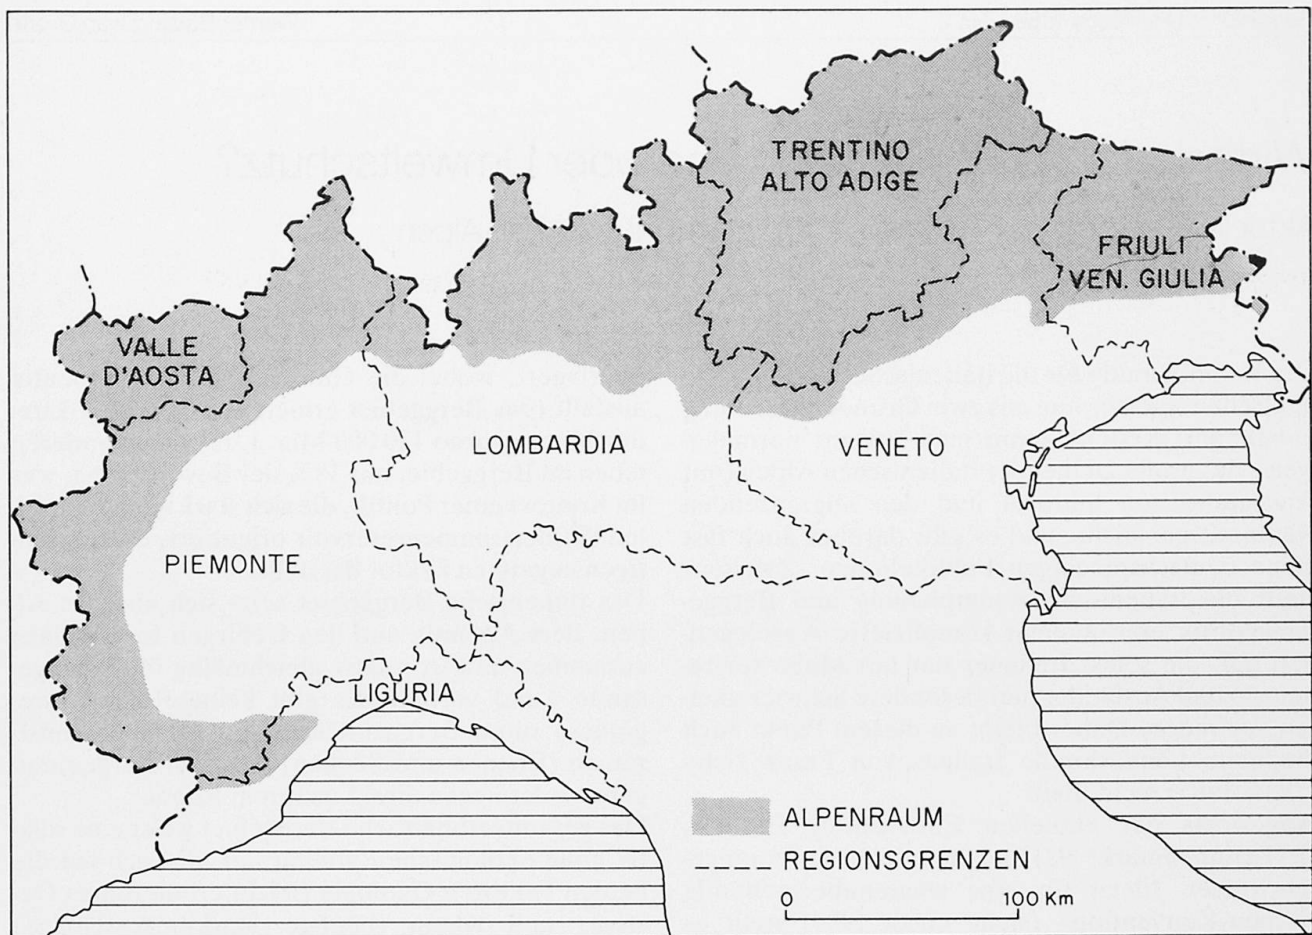 TRENTINO
ALTO ADIGE
FRIULI
VEN. GIULIA
VALLE
D'AOSTA
LOMBARDIA
VENETO
PIEMONTE
LIGURIA
ALPENRAUM
REGIONSGRENZEN
0 100 Km